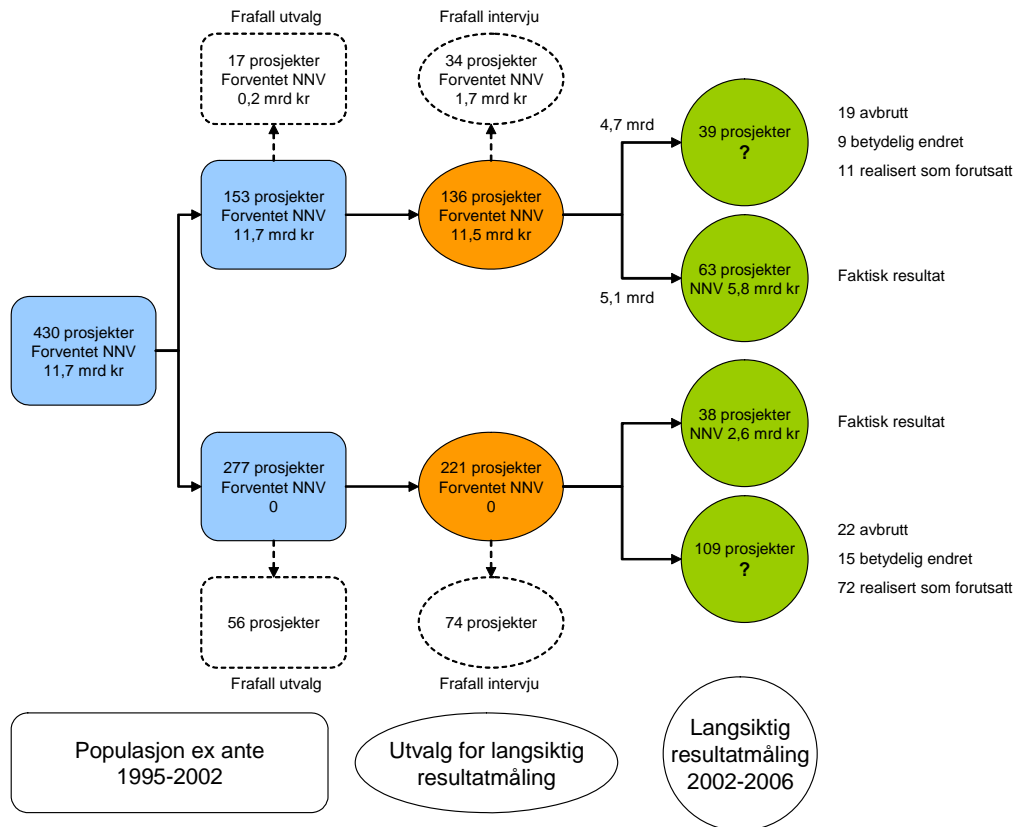 Frafall utvalg
Frafall intervju
17 prosjekter
Forventet NNV
0,2 mrd kr
34 prosjekter
Forventet NNV
1,7 mrd kr
4,7 mrd
39 prosjekter
?
19 avbrutt
9 betydelig endret
11 realisert som forutsatt
153 prosjekter
Forventet NNV
11,7 mrd kr
136 prosjekter
Forventet NNV
11,5 mrd kr
5,1 mrd
63 prosjekter
NNV 5,8 mrd kr
Faktisk resultat
430 prosjekter
Forventet NNV
11,7 mrd kr
38 prosjekter
NNV 2,6 mrd kr
Faktisk resultat
277 prosjekter
Forventet NNV
0
221 prosjekter
Forventet NNV
0
109 prosjekter
?
22 avbrutt
15 betydelig endret
72 realisert som forutsatt
56 prosjekter
74 prosjekter
Frafall utvalg
Frafall intervju
Populasjon ex ante
1995-2002
Utvalg for langsiktig
resultatmåling
Langsiktig
resultatmåling
2002-2006